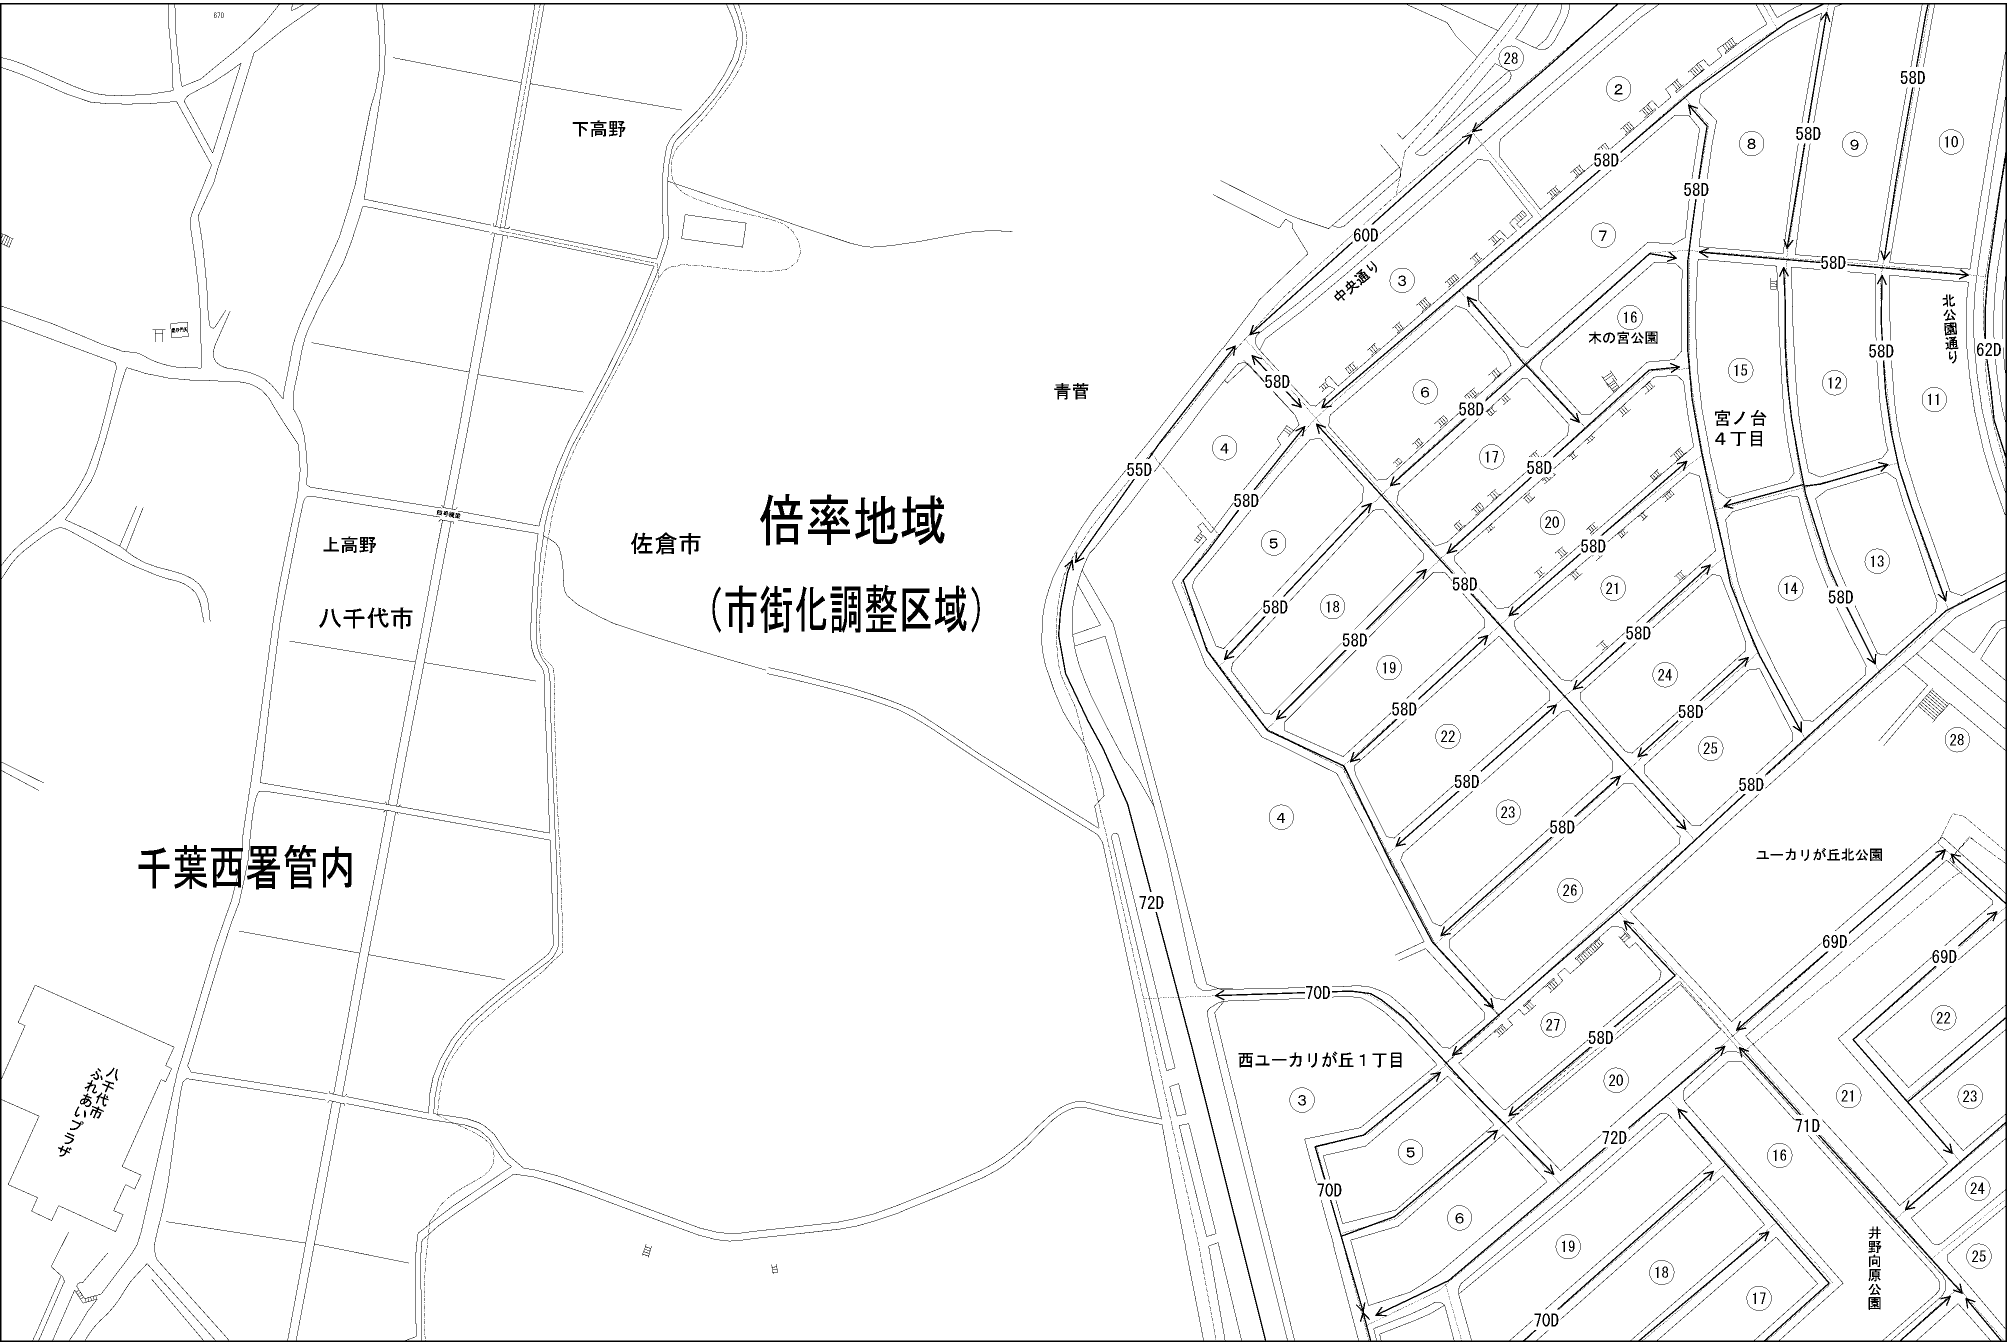 670
下高野
28
2
58D
58D
8
9
10
58D
58D
58D
60D
7
58D
中央通り
3
16
木の宮公園
北公園通り
62D
58D
15
12
11
58D
6
58D
青菅
宮ノ台
4丁目
4
17
55D
58D
58D
倍率地域
(市街化調整区域)
佐倉市
上高野
八千代市
5
20
58D
58D
21
13
14
58D
18
58D
58D
58D
19
24
58D
58D
22
25
28
58D
58D
23
4
58D
26
ユーカリが丘北公園
千葉西署管内
72D
69D
69D
70D
22
27
58D
西ユーカリが丘1丁目
3
20
21
23
八千代市
ふれあいプラザ
71D
72D
5
16
70D
24
6
19
井野向原公園
25
18
17
70D